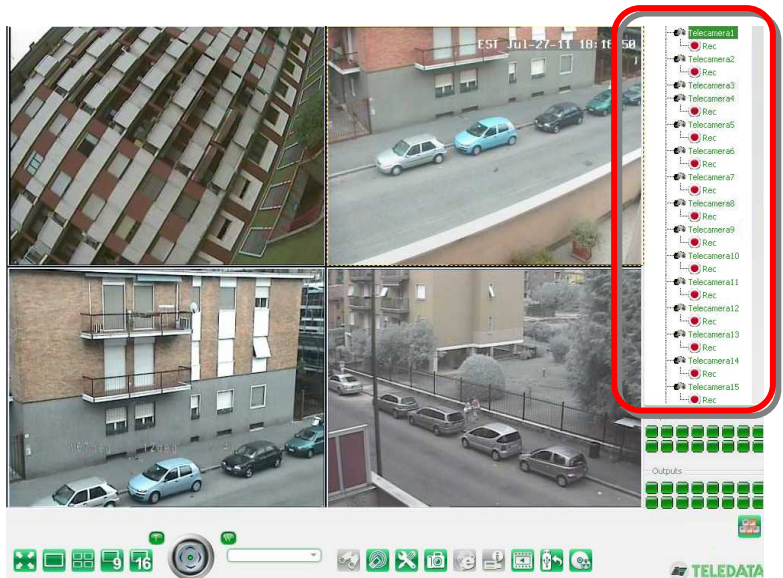 EST Jul-27-11 18:16:50
Telecamera1
Rec
Telecamera2
Rec
Telecamera3
Telecamera4
Rec
Telecamera5
Rec
Telecamera6
Rec
Telecamera7
Rec
Telecamera8
Rec
Telecamera9
Rec
Telecamera10
Rec
Telecamera11
Rec
Telecamera12
Rec
Telecamera13
Rec
Telecamera14
Rec
Telecamera15
Rec
Outputs
9
16
TELEDATA